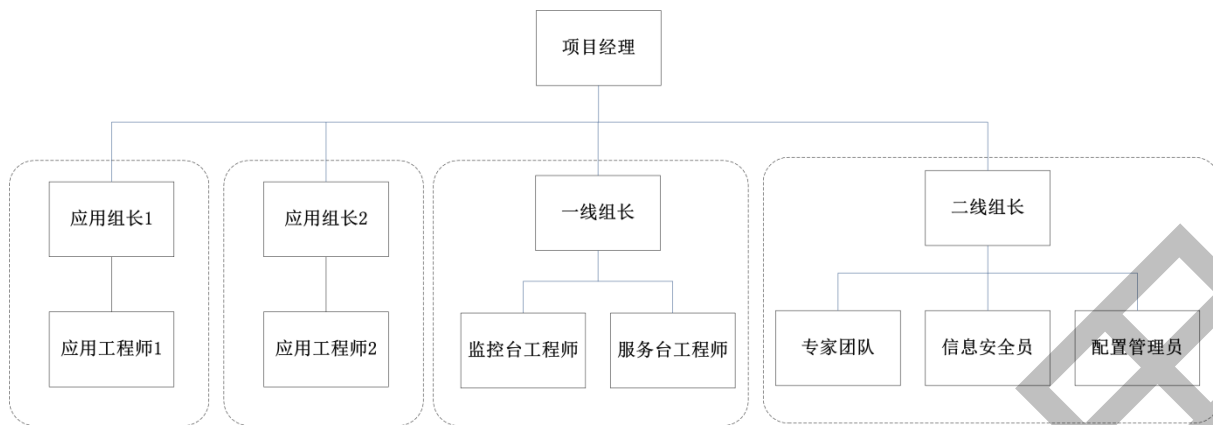 项目经理
应用组长1
应用组长2
一线组长
二线组长
应用工程师1
应用工程师2
监控台工程师
服务台工程师
专家团队
信息安全员
配置管理员